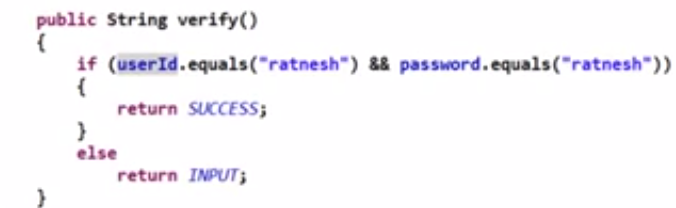 public String verify()
{
if (userId.equals("ratnesh") && password.equals("ratnesh"))
{
return SUCCESS;
}
else
return INPUT;
}